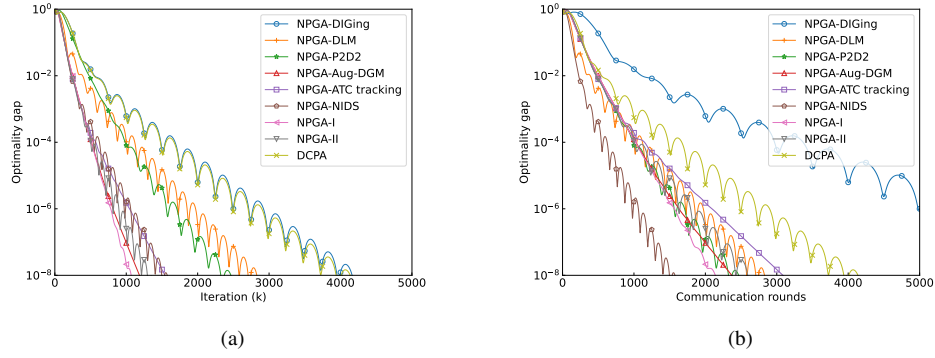 10^0
10^-2
10^-4
10^-6
10^-8
Optimality gap
0 1000 2000 3000 4000 5000
Iteration (k)
NPGA-DIGing
NPGA-DLM
NPGA-P2D2
NPGA-Aug-DGM
NPGA-ATC tracking
NPGA-NIDS
NPGA-I
NPGA-II
DCPA
(a)
10^0
10^-2
10^-4
10^-6
10^-8
Optimality gap
0 1000 2000 3000 4000 5000
Communication rounds
NPGA-DIGing
NPGA-DLM
NPGA-P2D2
NPGA-Aug-DGM
NPGA-ATC tracking
NPGA-NIDS
NPGA-I
NPGA-II
DCPA
(b)